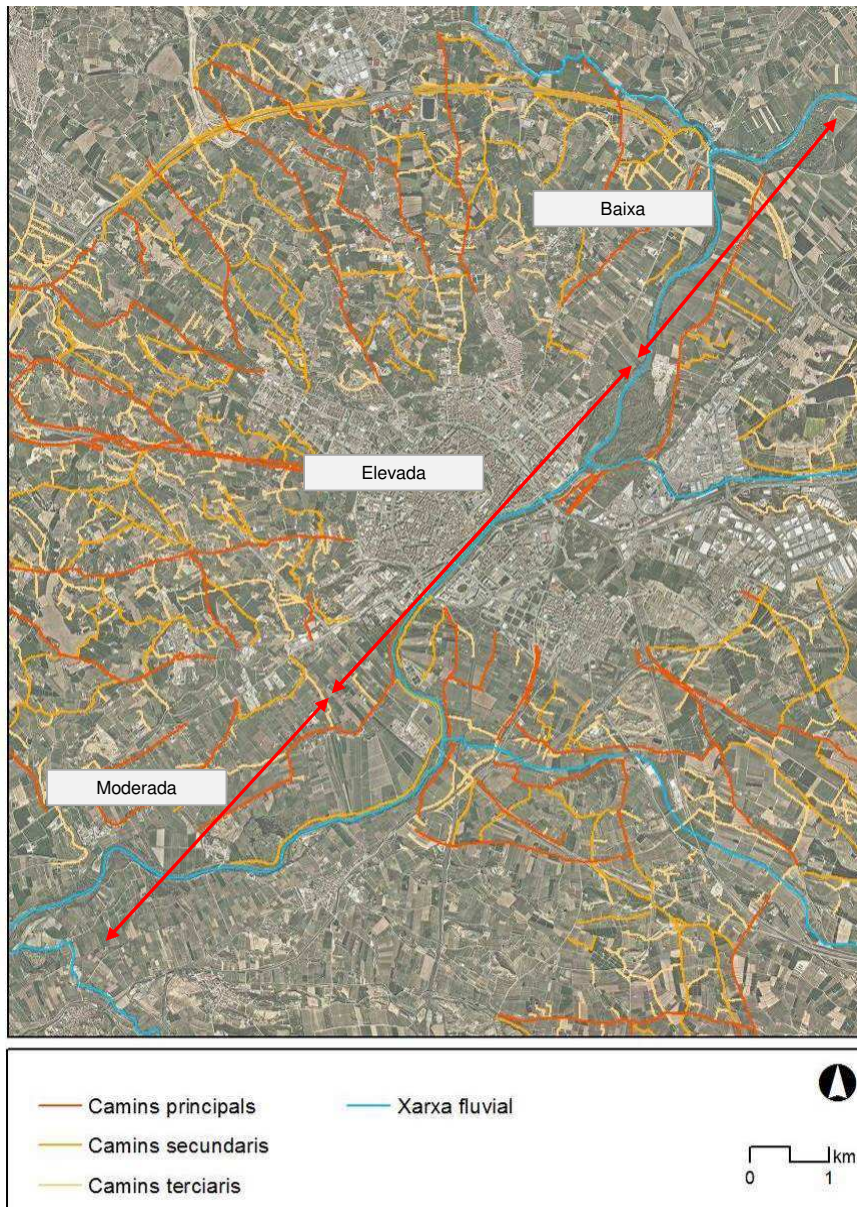 Baixa
Elevada
Moderada
Camins principals
Xarxa fluvial
Camins secundaris
Camins terciaris
km
0 1